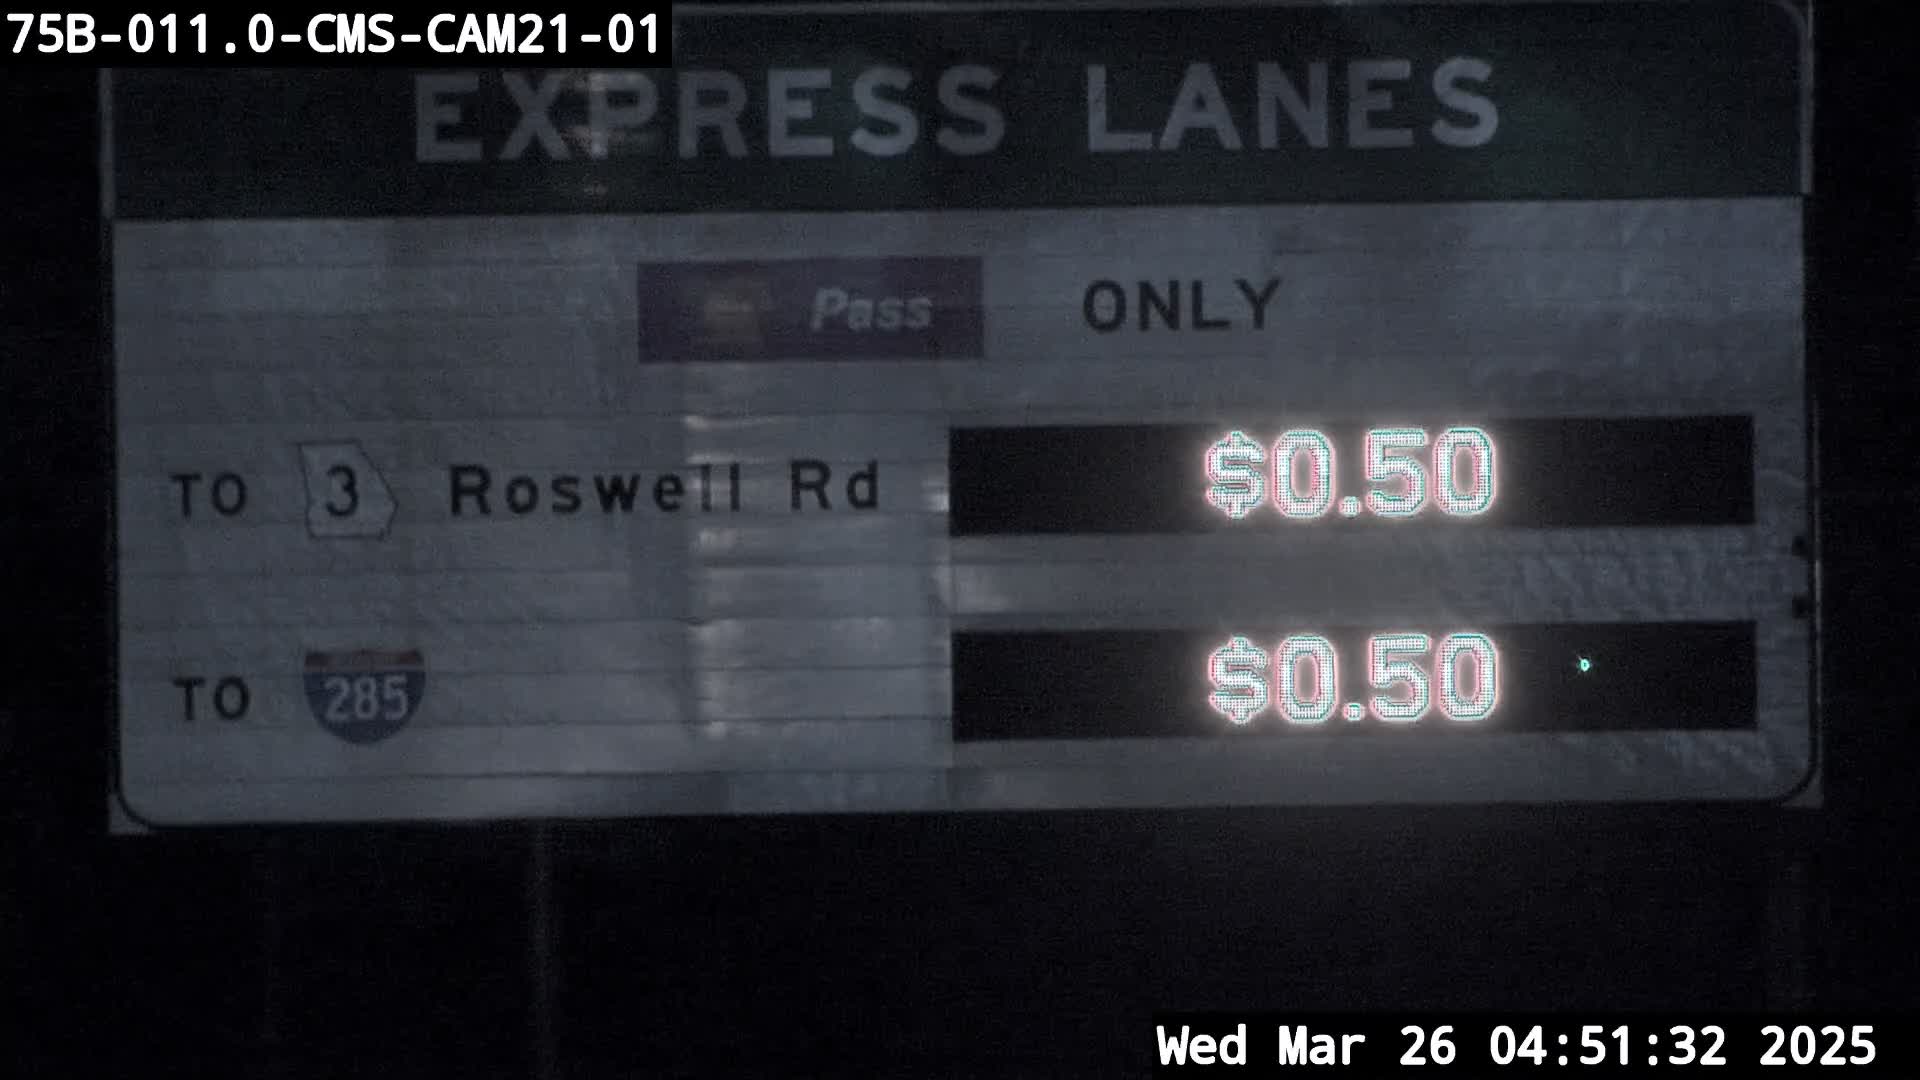 75B-011.0-CMS-CAM21-01
EXPRESS LANES
Pass ONLY
TO 3 Roswell Rd $0.50
TO 285 $0.50
Wed Mar 26 04:51:32 2025